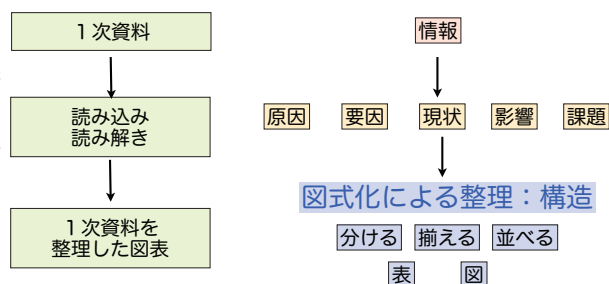 1次資料
読み込み
読み解き
1次資料を
整理した図表
情報
原因 要因 現状 影響 課題
図式化による整理：構造
分ける 揃える 並べる
表 図